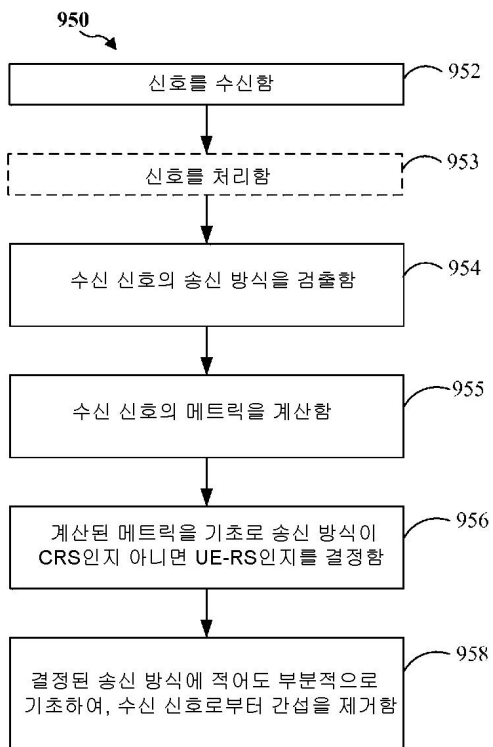 950
신호를 수신함
952
신호를 처리함
953
수신 신호의 송신 방식을 검출함
954
수신 신호의 메트릭을 계산함
955
계산된 메트릭을 기초로 송신 방식이
CRS인지 아니면 UE-RS인지를 결정함
956
결정된 송신 방식에 적어도 부분적으로
기초하여, 수신 신호로부터 간섭을 제거함
958